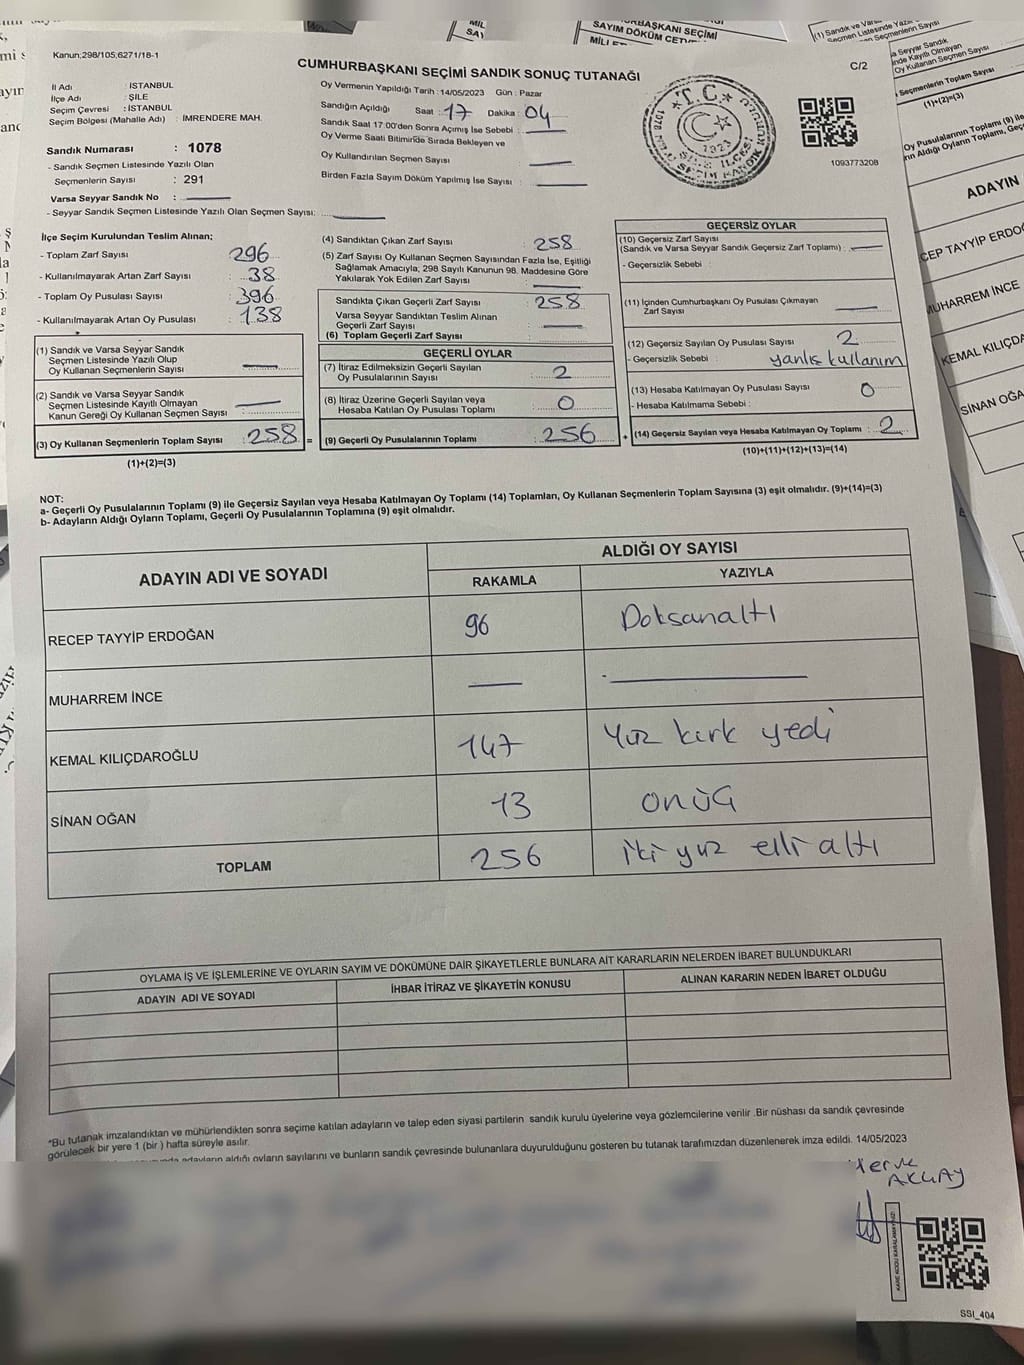 Kanun;298/105;6271/18-1
CUMHURBAŞKANI SEÇİMİ SANDIK SONUÇ TUTANAĞI
C/2
İl Adı : İSTANBUL
İlçe Adı : ŞİLE
Seçim Çevresi : İSTANBUL
Seçim Bölgesi (Mahalle Adı) : İMRENDERE MAH.
Sandık Numarası : 1078
- Sandık Seçmen Listesinde Yazılı Olan
Seçmenlerin Sayısı : 291
Varsa Seyyar Sandık No :
- Seyyar Sandık Seçmen Listesinde Yazılı Olan Seçmen Sayısı:
Oy Vermenin Yapıldığı Tarih : 14/05/2023 Gün : Pazar
Sandığın Açıldığı Saat : 17 Dakika : 04
Sandık Saat 17.00'den Sonra Açımış İse Sebebi :
Oy Verme Saati Bitiminde Sırada Bekleyen ve
Oy Kullandırılan Seçmen Sayısı
Birden Fazla Sayım Döküm Yapılmış İse Sayısı :
1093773208
İlçe Seçim Kurulundan Teslim Alınan;
- Toplam Zarf Sayısı : 296
- Kullanılmayarak Artan Zarf Sayısı : 38
- Toplam Oy Pusulası Sayısı : 396
- Kullanılmayarak Artan Oy Pusulası : 138
(1) Sandık ve Varsa Seyyar Sandık
Seçmen Listesinde Yazılı Olup
Oy Kullanan Seçmenlerin Sayısı
(2) Sandık ve Varsa Seyyar Sandık
Seçmen Listesinde Kayıtlı Olmayan
Kanun Gereği Oy Kullanan Seçmen Sayısı
(3) Oy Kullanan Seçmenlerin Toplam Sayısı : 258 =
(1)+(2)=(3)
(4) Sandıktan Çıkan Zarf Sayısı : 258
(5) Zarf Sayısı Oy Kullanan Seçmen Sayısından Fazla İse, Eşitliği
Sağlamak Amacıyla, 298 Sayılı Kanunun 98. Maddesine Göre
Yakılarak Yok Edilen Zarf Sayısı
Sandıkta Çıkan Geçerli Zarf Sayısı : 258
Varsa Seyyar Sandıktan Teslim Alınan
Geçerli Zarf Sayısı
(6) Toplam Geçerli Zarf Sayısı
GEÇERLİ OYLAR
(7) İtiraz Edilmeksizin Geçerli Sayılan
Oy Pusulalarının Sayısı : 2
(8) İtiraz Üzerine Geçerli Sayılan veya
Hesaba Katılan Oy Pusulası Toplamı : 0
(9) Geçerli Oy Pusulalarının Toplamı : 256 +
GEÇERSİZ OYLAR
(10) Geçersiz Zarf Sayısı
(Sandık ve Varsa Seyyar Sandık Geçersiz Zarf Toplamı) :
- Geçersizlik Sebebi :
(11) İçinden Cumhurbaşkanı Oy Pusulası Çıkmayan
Zarf Sayısı
(12) Geçersiz Sayılan Oy Pusulası Sayısı : 2
- Geçersizlik Sebebi : yanlış kullanım
(13) Hesaba Katılmayan Oy Pusulası Sayısı : 0
- Hesaba Katılmama Sebebi :
(14) Geçersiz Sayılan veya Hesaba Katılmayan Oy Toplamı : 2
(10)+(11)+(12)+(13)=(14)
NOT:
a- Geçerli Oy Pusulalarının Toplamı (9) ile Geçersiz Sayılan veya Hesaba Katılmayan Oy Toplamı (14) Toplamları, Oy Kullanan Seçmenlerin Toplam Sayısına (3) eşit olmalıdır. (9)+(14)=(3)
b- Adayların Aldığı Oyların Toplamı, Geçerli Oy Pusulalarının Toplamına (9) eşit olmalıdır.
ADAYIN ADI VE SOYADI
ALDIĞI OY SAYISI
RAKAMLA YAZIYLA
RECEP TAYYİP ERDOĞAN 96 Doksanaltı
MUHARREM İNCE
KEMAL KILIÇDAROĞLU 147 Yüz kırk yedi
SİNAN OĞAN 13 onüÇ
TOPLAM 256 iki yuz elli altı
OYLAMA İŞ VE İŞLEMLERİNE VE OYLARIN SAYIM VE DÖKÜMÜNE DAİR ŞİKAYETLERLE BUNLARA AİT KARARLARIN NELERDEN İBARET BULUNDUKLARI
ADAYIN ADI VE SOYADI İHBAR İTİRAZ VE ŞİKAYETİN KONUSU ALINAN KARARIN NEDEN İBARET OLDUĞU
*Bu tutanak imzalandıktan ve mühürlendikten sonra seçime katılan adayların ve talep eden siyasi partilerin sandık kurulu üyelerine veya gözlemcilerine verilir .Bir nüshası da sandık çevresinde
görülecek bir yere 1 (bir ) hafta süreyle asılır.
adayların aldığı oyların sayılarını ve bunların sandık çevresinde bulunanlara duyurulduğunu gösteren bu tutanak tarafımızdan düzenlenerek imza edildi. 14/05/2023
Merve
AKÇAY
SSI_404